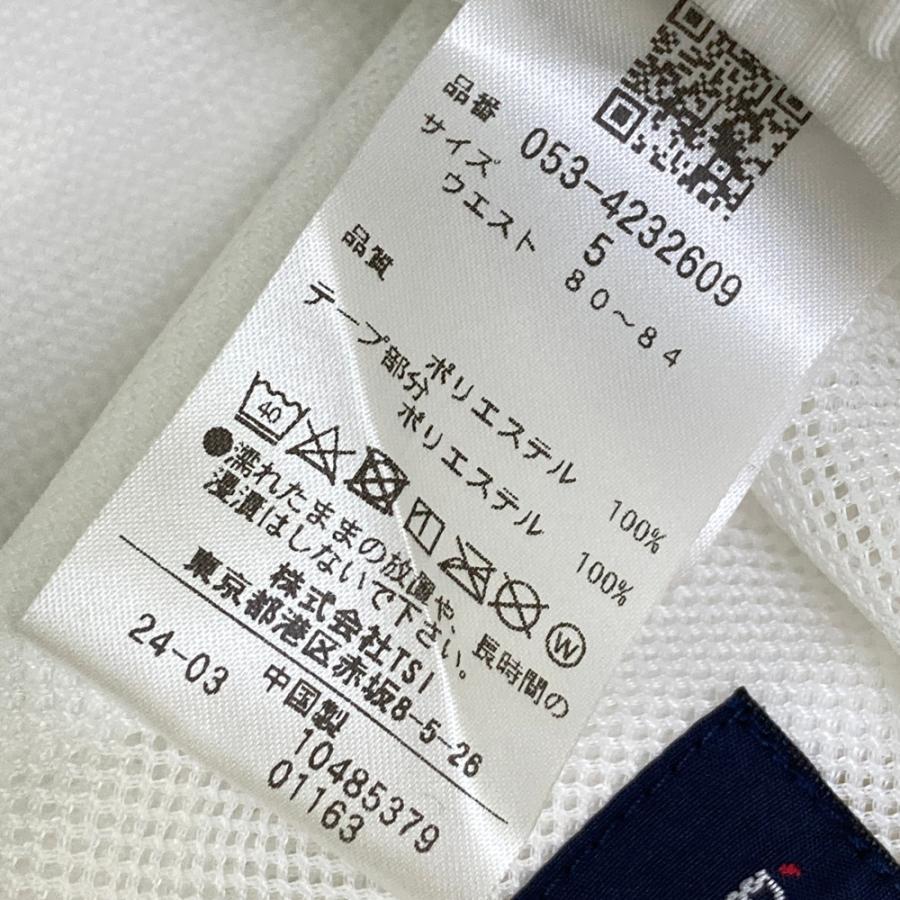 品番 053-4232609
サイズ 5
ウエスト 80～84
品質
ポリエステル 100%
テープ部分
ポリエステル 100%
40
W
●濡れたままの放置や、長時間の
浸漬はしないで下さい。
株式会社TSI
東京都港区赤坂8-5-26
24-03 中国製
10485379
01163